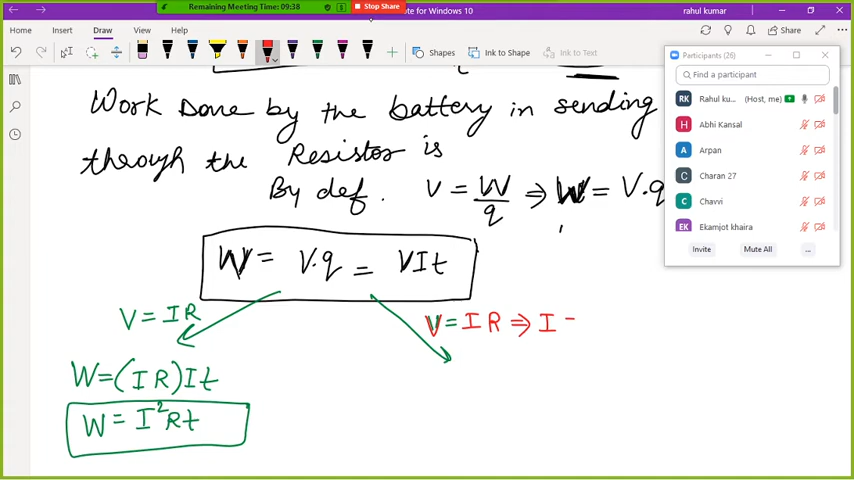 Remaining Meeting Time: 09:38
Stop Share
ote for Windows 10
rahul kumar
Home Insert Draw View Help
Share
Shapes
Ink to Shape
Ink to Text
Participants (26)
Find a participant
RK Rahul ku... (Host, me)
H Abhi Kansal
A Arpan
C Charan 27
C Chavvi
EK Ekamjot khaira
Invite Mute All ...
Work Done by the battery in sending
through the Resistor is
By def. V = W/q ⇒ W = V.q
W = V.q = VIt
V = IR
V = IR ⇒ I -
W = (IR) It
W = I²Rt